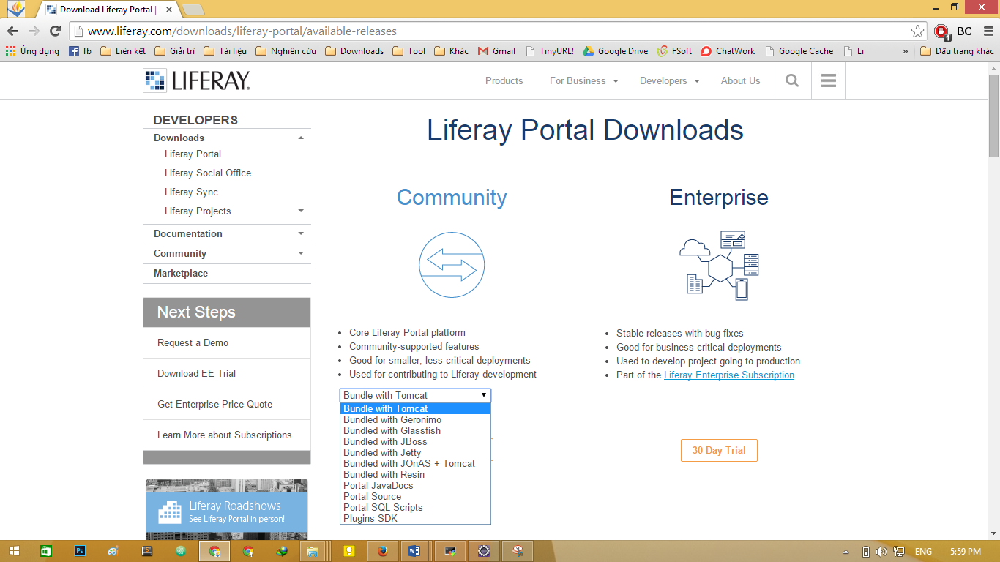 Download Liferay Portal |
www.liferay.com/downloads/liferay-portal/available-releases
1
BC
Ứng dụng fb Liên kết Giải trí Tài liệu Nghiên cứu Downloads Tool Khác Gmail TinyURL! Google Drive FSoft ChatWork Google Cache Li » Dấu trang khác
LIFERAY.
Products For Business Developers About Us
DEVELOPERS
Downloads
Liferay Portal
Liferay Social Office
Liferay Sync
Liferay Projects
Documentation
Community
Marketplace
Next Steps
Request a Demo
Download EE Trial
Get Enterprise Price Quote
Learn More about Subscriptions
Liferay Roadshows
See Liferay Portal in person!
Liferay Portal Downloads
Community
Core Liferay Portal platform
Community-supported features
Good for smaller, less critical deployments
Used for contributing to Liferay development
Bundle with Tomcat
Bundle with Tomcat
Bundled with Geronimo
Bundled with Glassfish
Bundled with JBoss
Bundled with Jetty
Bundled with JOnAS + Tomcat
Bundled with Resin
Portal JavaDocs
Portal Source
Portal SQL Scripts
Plugins SDK
Enterprise
Stable releases with bug-fixes
Good for business-critical deployments
Used to develop project going to production
Part of the Liferay Enterprise Subscription
30-Day Trial
Ps
ENG 5:59 PM